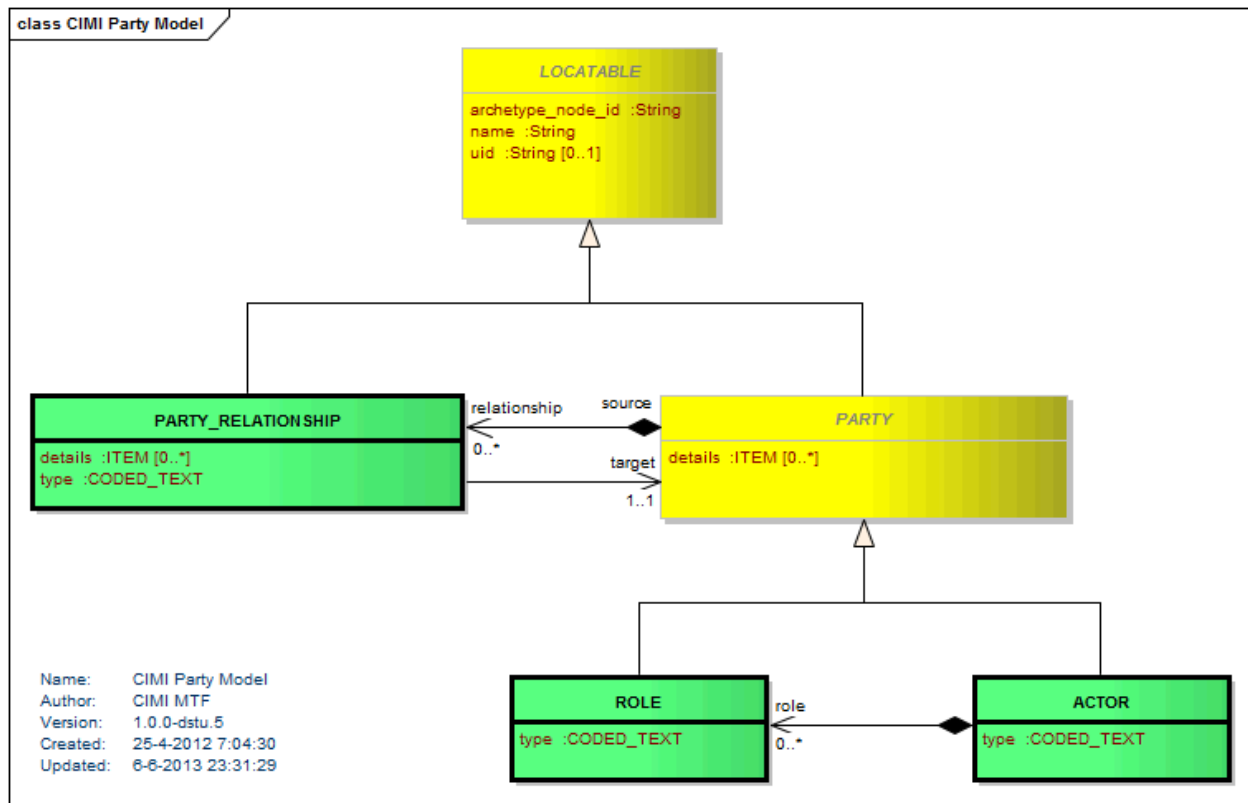 class CIMI Party Model
LOCATABLE
archetype_node_id :String
name :String
uid :String [0..1]
PARTY_RELATIONSHIP
details :ITEM [0..*]
type :CODED_TEXT
relationship
source
0..*
target
1..1
PARTY
details :ITEM [0..*]
Name: CIMI Party Model
Author: CIMI MTF
Version: 1.0.0-dstu.5
Created: 25-4-2012 7:04:30
Updated: 6-6-2013 23:31:29
ROLE
type :CODED_TEXT
role
0..*
ACTOR
type :CODED_TEXT